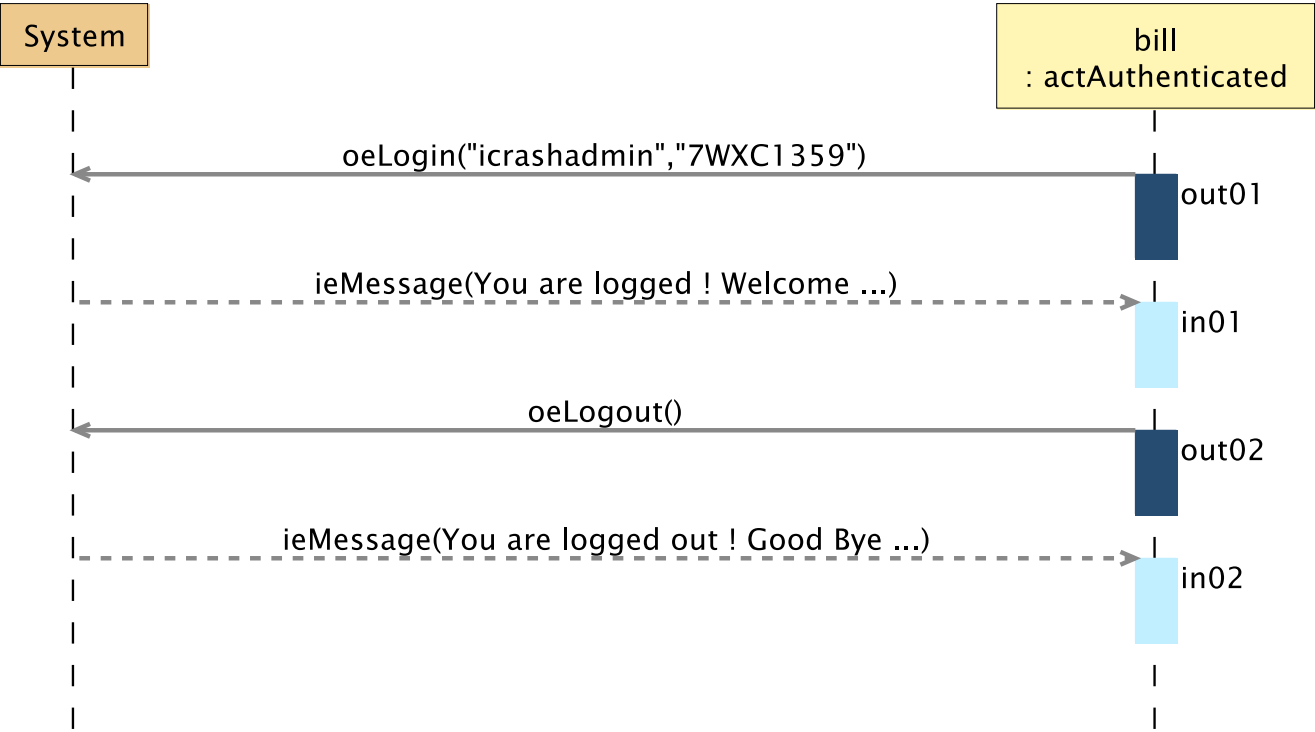 System
bill
: actAuthenticated
oeLogin("icrashadmin","7WXC1359")
out01
ieMessage(You are logged ! Welcome ...)
in01
oeLogout()
out02
ieMessage(You are logged out ! Good Bye ...)
in02